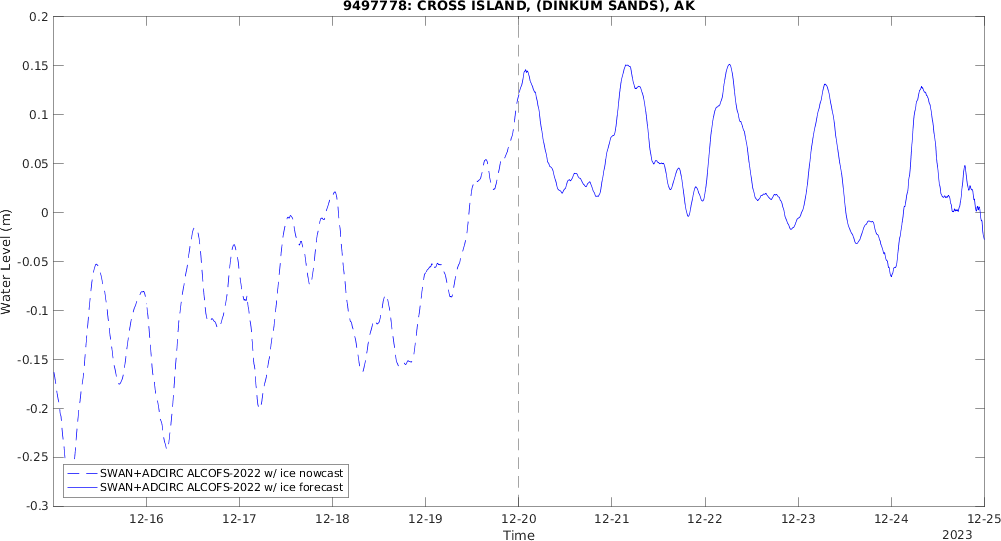 9497778: CROSS ISLAND, (DINKUM SANDS), AK
0.2
0.15
0.1
0.05
0
-0.05
-0.1
-0.15
-0.2
-0.25
-0.3
Water Level (m)
SWAN+ADCIRC ALCOFS-2022 w/ ice nowcast
SWAN+ADCIRC ALCOFS-2022 w/ ice forecast
12-16 12-17 12-18 12-19 12-20 12-21 12-22 12-23 12-24 12-25
Time
2023